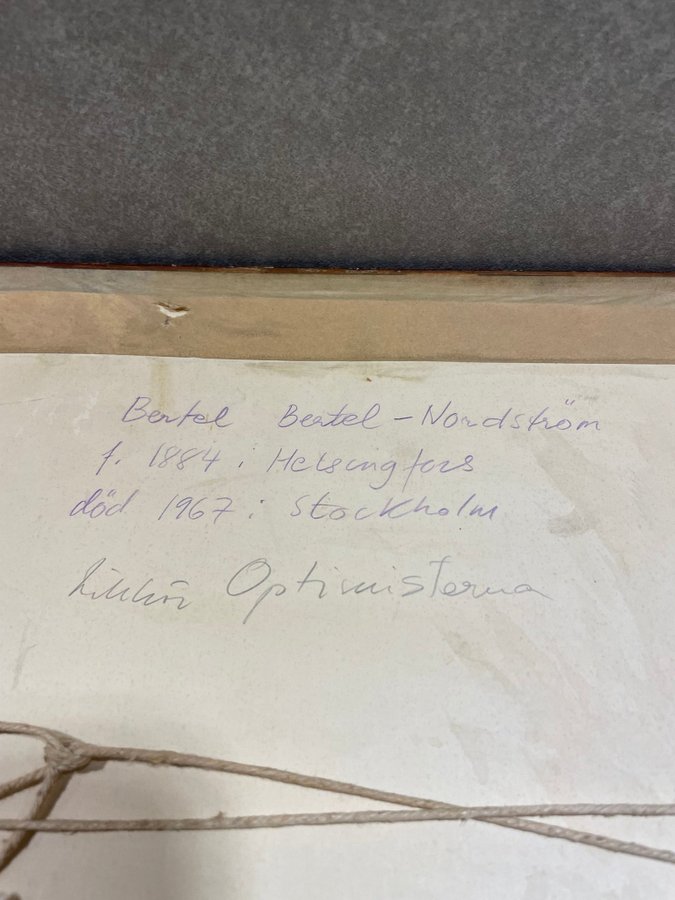 Bertel Bertel-Nordström
f. 1884 i Helsingfors
död 1967 i Stockholm
Optimisterna